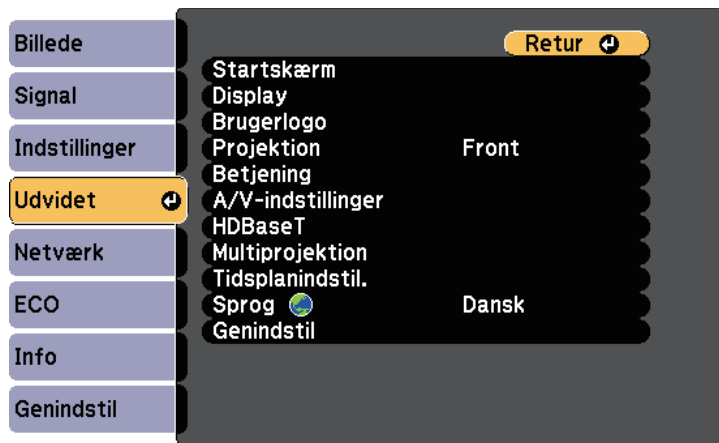 Billede
Signal
Indstillinger
Udvidet
Netværk
ECO
Info
Genindstil
Retur
Startskærm
Display
Brugerlogo
Projektion Front
Betjening
A/V-indstillinger
HDBaseT
Multiprojektion
Tidsplanindstil.
Sprog Dansk
Genindstil